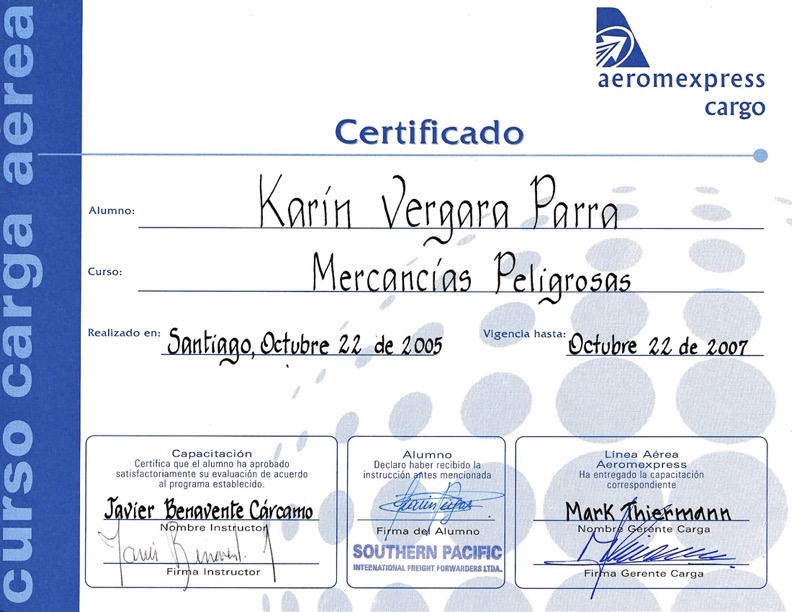 curso carga aérea
aeromexpress
cargo
Certificado
Alumno: Karín Vergara Parra
Curso: Mercancías Peligrosas
Realizado en: Santiago, Octubre 22 de 2005 Vigencia hasta: Octubre 22 de 2007
Capacitación
Certifica que el alumno ha aprobado
satisfactoriamente su evaluación de acuerdo
al programa establecido.
Javier Benavente Cárcamo
Nombre Instructor
Firma Instructor
Alumno
Declaro haber recibido la
instrucción antes mencionada
Firma del Alumno
SOUTHERN PACIFIC
INTERNATIONAL FREIGHT FORWARDERS LTDA.
Línea Aérea
Aeromexpress
Ha entregado la capacitación
correspondiente
Mark Thiermann
Nombre Gerente Carga
Firma Gerente Carga